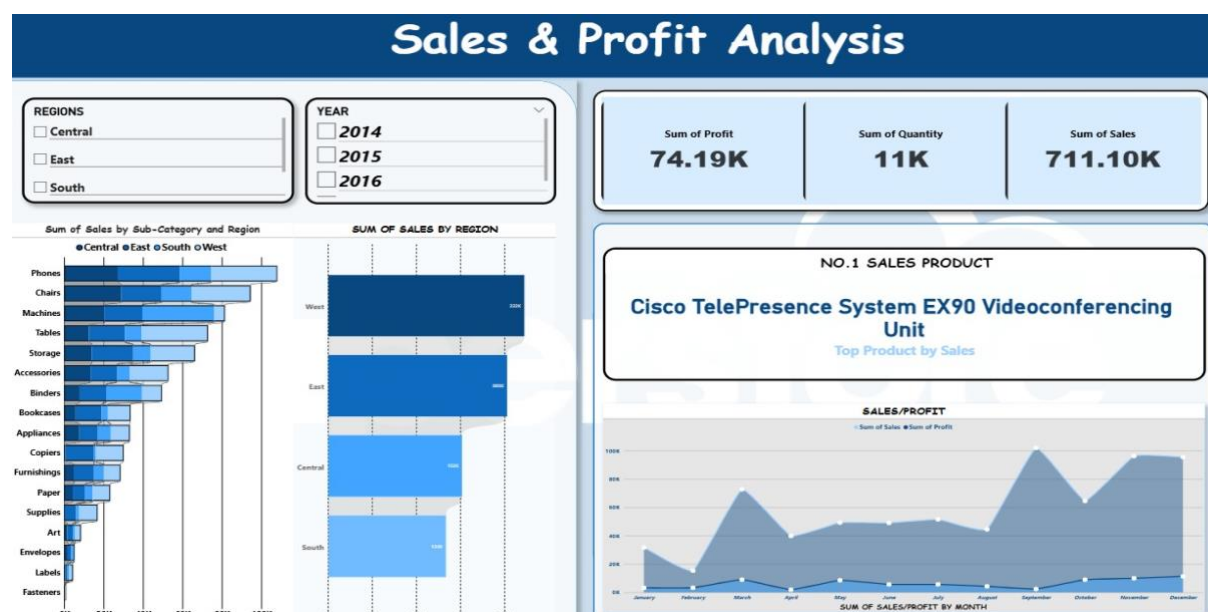 Sales & Profit Analysis
REGIONS
Central
East
South
YEAR
2014
2015
2016
Sum of Profit
74.19K
Sum of Quantity
11K
Sum of Sales
711.10K
Sum of Sales by Sub-Category and Region
Central East South West
Phones
Chairs
Machines
Tables
Storage
Accessories
Binders
Bookcases
Appliances
Copiers
Furnishings
Paper
Supplies
Art
Envelopes
Labels
Fasteners
SUM OF SALES BY REGION
West
East
Central
South
NO.1 SALES PRODUCT
Cisco TelePresence System EX90 Videoconferencing
Unit
Top Product by Sales
SALES/PROFIT
Sum of Sales Sum of Profit
100K
80K
60K
40K
20K
0K
January February March April May June July August September October November December
SUM OF SALES/PROFIT BY MONTH